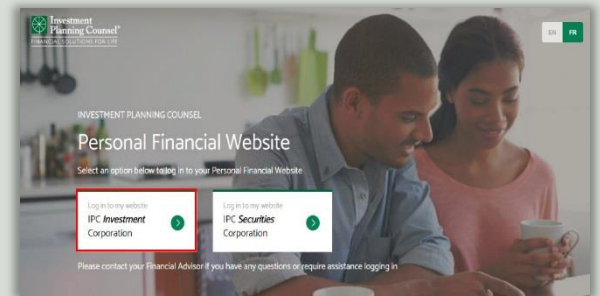 Investment
Planning Counsel®
FINANCIAL SOLUTIONS FOR LIFE
EN FR
INVESTMENT PLANNING COUNSEL
Personal Financial Website
Select an option below to log in to your Personal Financial Website
Log in to my website
IPC Investment
Corporation
Log in to my website
IPC Securities
Corporation
Please contact your Financial Advisor if you have any questions or require assistance logging in